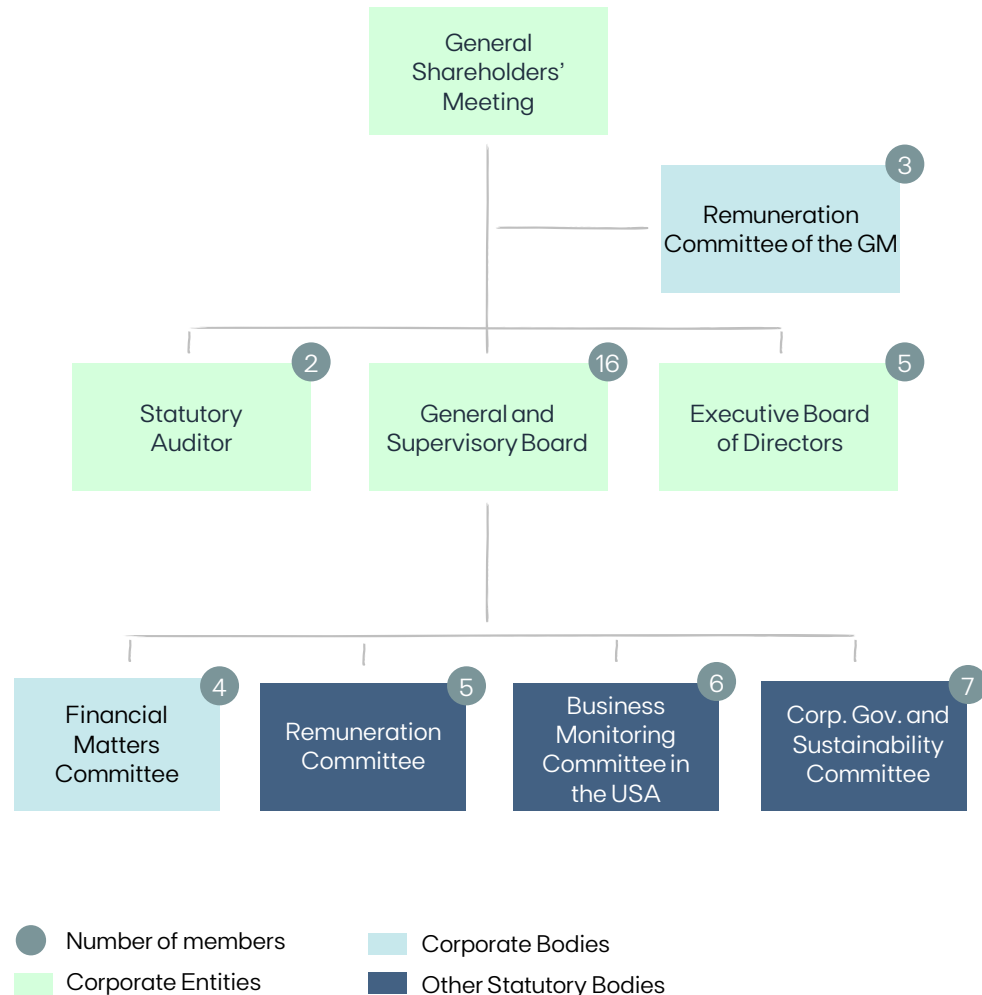 General
Shareholders’
Meeting
3
Remuneration
Committee of the GM
2
Statutory
Auditor
16
General and
Supervisory Board
5
Executive Board
of Directors
4
Financial
Matters
Committee
5
Remuneration
Committee
6
Business
Monitoring
Committee in
the USA
7
Corp. Gov. and
Sustainability
Committee
Number of members
Corporate Bodies
Corporate Entities
Other Statutory Bodies